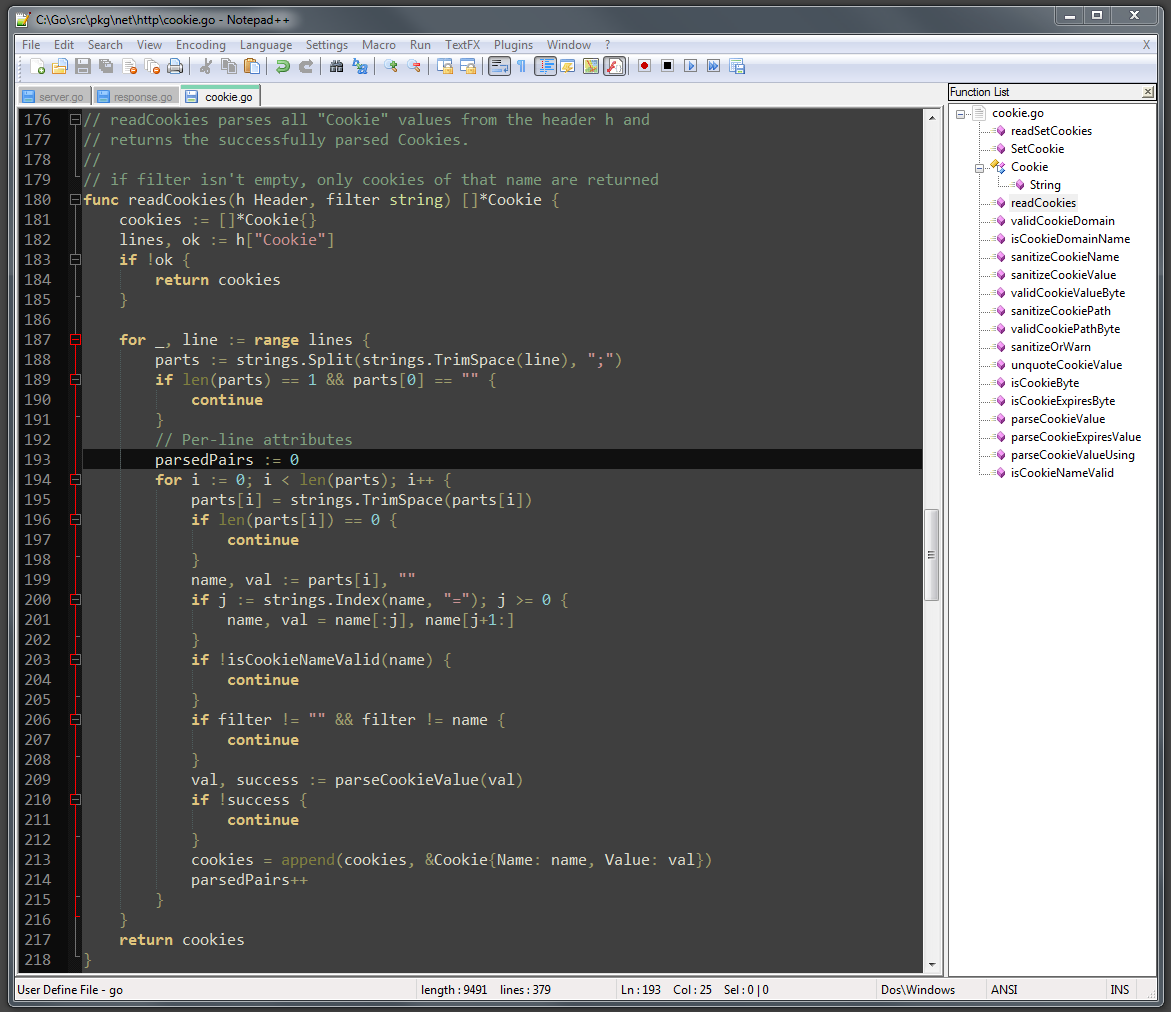 C:\Go\src\pkg\net\http\cookie.go - Notepad++
File Edit Search View Encoding Language Settings Macro Run TextFX Plugins Window ? X
server.go response.go cookie.go
176 // readCookies parses all "Cookie" values from the header h and
177 // returns the successfully parsed Cookies.
178 //
179 // if filter isn't empty, only cookies of that name are returned
180 func readCookies(h Header, filter string) []*Cookie {
181     cookies := []*Cookie{}
182     lines, ok := h["Cookie"]
183     if !ok {
184         return cookies
185     }
186
187     for _, line := range lines {
188         parts := strings.Split(strings.TrimSpace(line), ";")
189         if len(parts) == 1 && parts[0] == "" {
190             continue
191         }
192         // Per-line attributes
193         parsedPairs := 0
194         for i := 0; i < len(parts); i++ {
195             parts[i] = strings.TrimSpace(parts[i])
196             if len(parts[i]) == 0 {
197                 continue
198             }
199             name, val := parts[i], ""
200             if j := strings.Index(name, "="); j >= 0 {
201                 name, val = name[:j], name[j+1:]
202             }
203             if !isCookieNameValid(name) {
204                 continue
205             }
206             if filter != "" && filter != name {
207                 continue
208             }
209             val, success := parseCookieValue(val)
210             if !success {
211                 continue
212             }
213             cookies = append(cookies, &Cookie{Name: name, Value: val})
214             parsedPairs++
215         }
216     }
217     return cookies
218 }
Function List
cookie.go
readSetCookies
SetCookie
Cookie
String
readCookies
validCookieDomain
isCookieDomainName
sanitizeCookieName
sanitizeCookieValue
validCookieValueByte
sanitizeCookiePath
validCookiePathByte
sanitizeOrWarn
unquoteCookieValue
isCookieByte
isCookieExpiresByte
parseCookieValue
parseCookieExpiresValue
parseCookieValueUsing
isCookieNameValid
User Define File - go length : 9491 lines : 379 Ln : 193 Col : 25 Sel : 0 | 0 Dos\Windows ANSI INS